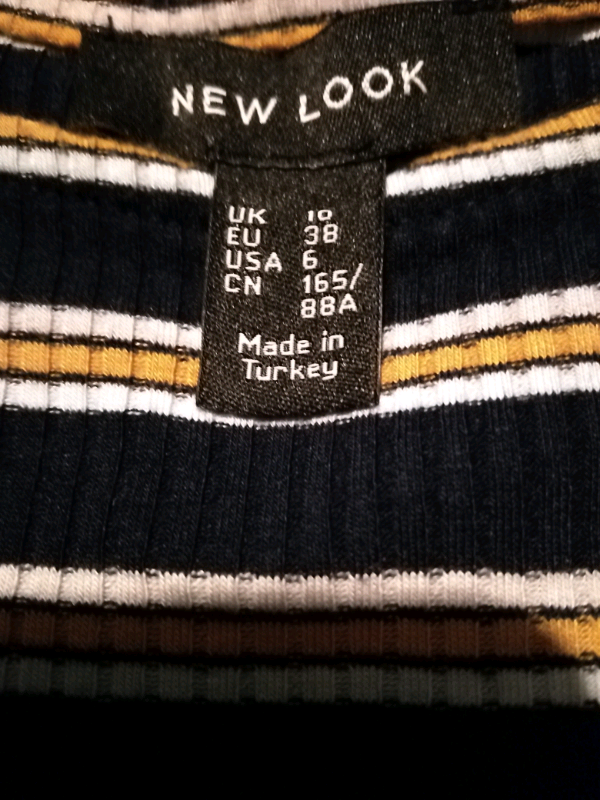 NEW LOOK
UK 10
EU 38
USA 6
CN 165/
88A
Made in
Turkey